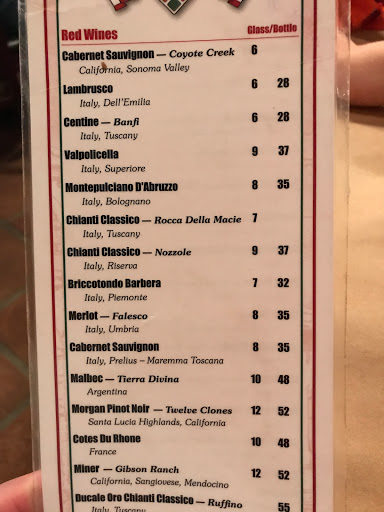 Red Wines Glass/Bottle
Cabernet Sauvignon — Coyote Creek 6
California, Sonoma Valley
Lambrusco 6 28
Italy, Dell'Emilia
Centine — Banfi 6 28
Italy, Tuscany
Valpolicella 9 37
Italy, Superiore
Montepulciano D'Abruzzo 8 35
Italy, Bolognano
Chianti Classico — Rocca Della Macie 7
Italy, Tuscany
Chianti Classico — Nozzole 9 37
Italy, Riserva
Briccotondo Barbera 7 32
Italy, Piemonte
Merlot — Falesco 8 35
Italy, Umbria
Cabernet Sauvignon 8 35
Italy, Prelius – Maremma Toscana
Malbec — Tierra Divina 10 48
Argentina
Morgan Pinot Noir — Twelve Clones 12 52
Santa Lucia Highlands, California
Cotes Du Rhone 10 48
France
Miner — Gibson Ranch 12 52
California, Sangiovese, Mendocino
Ducale Oro Chianti Classico — Ruffino 55
Italy, Tuscany